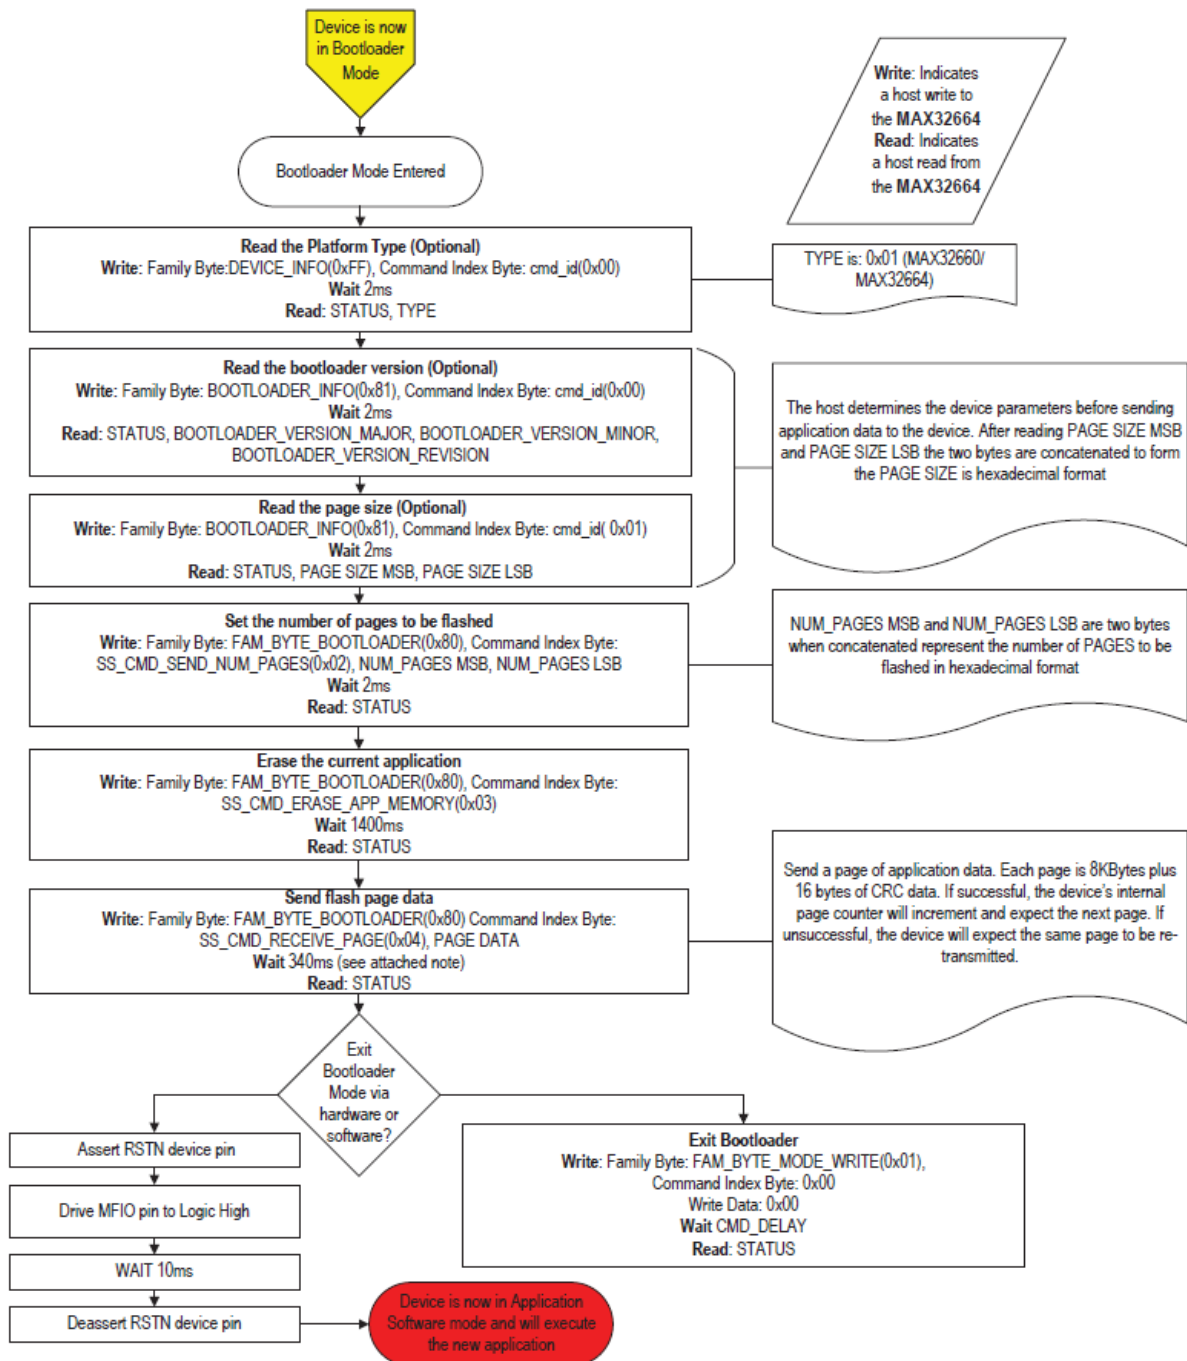 Device is now
in Bootloader
Mode
Write: Indicates
a host write to
the MAX32664
Read: Indicates
a host read from
the MAX32664
Bootloader Mode Entered
Read the Platform Type (Optional)
Write: Family Byte:DEVICE_INFO(0xFF), Command Index Byte: cmd_id(0x00)
Wait 2ms
Read: STATUS, TYPE
TYPE is: 0x01 (MAX32660/
MAX32664)
Read the bootloader version (Optional)
Write: Family Byte: BOOTLOADER_INFO(0x81), Command Index Byte: cmd_id(0x00)
Wait 2ms
Read: STATUS, BOOTLOADER_VERSION_MAJOR, BOOTLOADER_VERSION_MINOR,
BOOTLOADER_VERSION_REVISION
The host determines the device parameters before sending
application data to the device. After reading PAGE SIZE MSB
and PAGE SIZE LSB the two bytes are concatenated to form
the PAGE SIZE is hexadecimal format
Read the page size (Optional)
Write: Family Byte: BOOTLOADER_INFO(0x81), Command Index Byte: cmd_id( 0x01)
Wait 2ms
Read: STATUS, PAGE SIZE MSB, PAGE SIZE LSB
Set the number of pages to be flashed
Write: Family Byte: FAM_BYTE_BOOTLOADER(0x80), Command Index Byte:
SS_CMD_SEND_NUM_PAGES(0x02), NUM_PAGES MSB, NUM_PAGES LSB
Wait 2ms
Read: STATUS
NUM_PAGES MSB and NUM_PAGES LSB are two bytes
when concatenated represent the number of PAGES to be
flashed in hexadecimal format
Erase the current application
Write: Family Byte: FAM_BYTE_BOOTLOADER(0x80), Command Index Byte:
SS_CMD_ERASE_APP_MEMORY(0x03)
Wait 1400ms
Read: STATUS
Send flash page data
Write: Family Byte: FAM_BYTE_BOOTLOADER(0x80) Command Index Byte:
SS_CMD_RECEIVE_PAGE(0x04), PAGE DATA
Wait 340ms (see attached note)
Read: STATUS
Send a page of application data. Each page is 8KBytes plus
16 bytes of CRC data. If successful, the device's internal
page counter will increment and expect the next page. If
unsuccessful, the device will expect the same page to be re-
transmitted.
Exit
Bootloader
Mode via
hardware or
software?
Assert RSTN device pin
Drive MFIO pin to Logic High
WAIT 10ms
Deassert RSTN device pin
Exit Bootloader
Write: Family Byte: FAM_BYTE_MODE_WRITE(0x01),
Command Index Byte: 0x00
Write Data: 0x00
Wait CMD_DELAY
Read: STATUS
Device is now in Application
Software mode and will execute
the new application